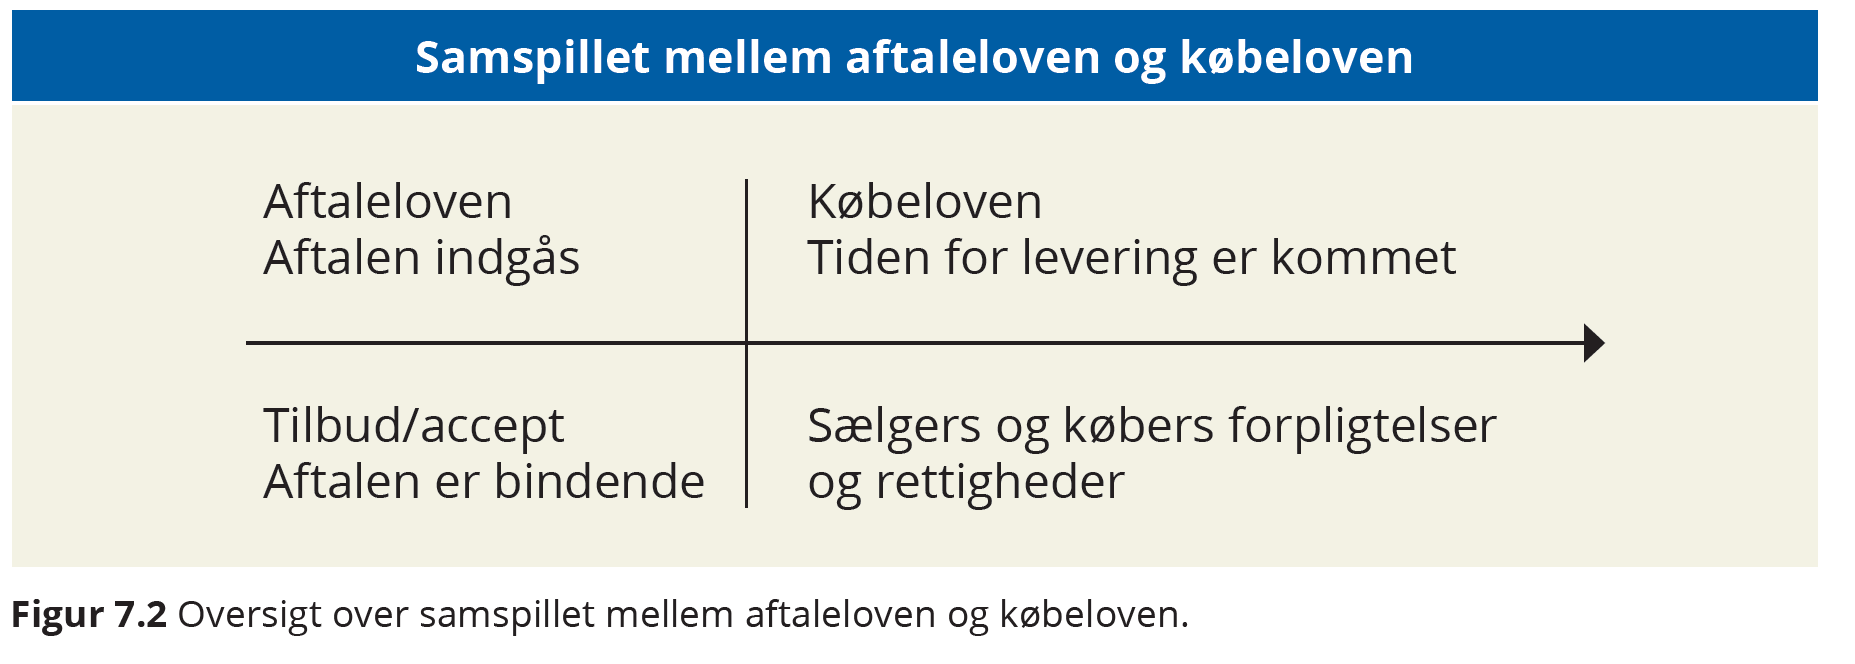 Samspillet mellem aftaleloven og købeloven
Aftaleloven
Aftalen indgås
Købeloven
Tiden for levering er kommet
Tilbud/accept
Aftalen er bindende
Sælgers og købers forpligtelser
og rettigheder
Figur 7.2 Oversigt over samspillet mellem aftaleloven og købeloven.